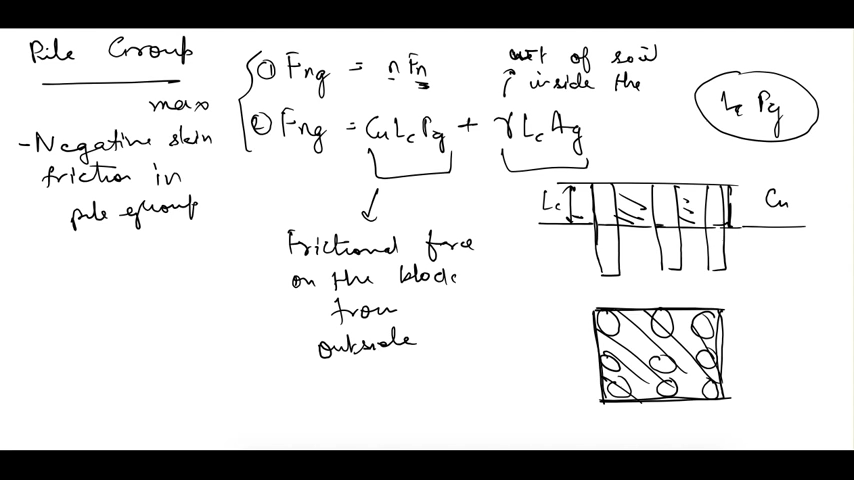 Pile Group
max
- Negative skin
friction in
pile group
① Fng = n Fn
② Fng = Cu Lc Pg + γ Lc Ag
Frictional force
on the block
from
outside
of soil
inside the
Lc Pg
Lc
Cu